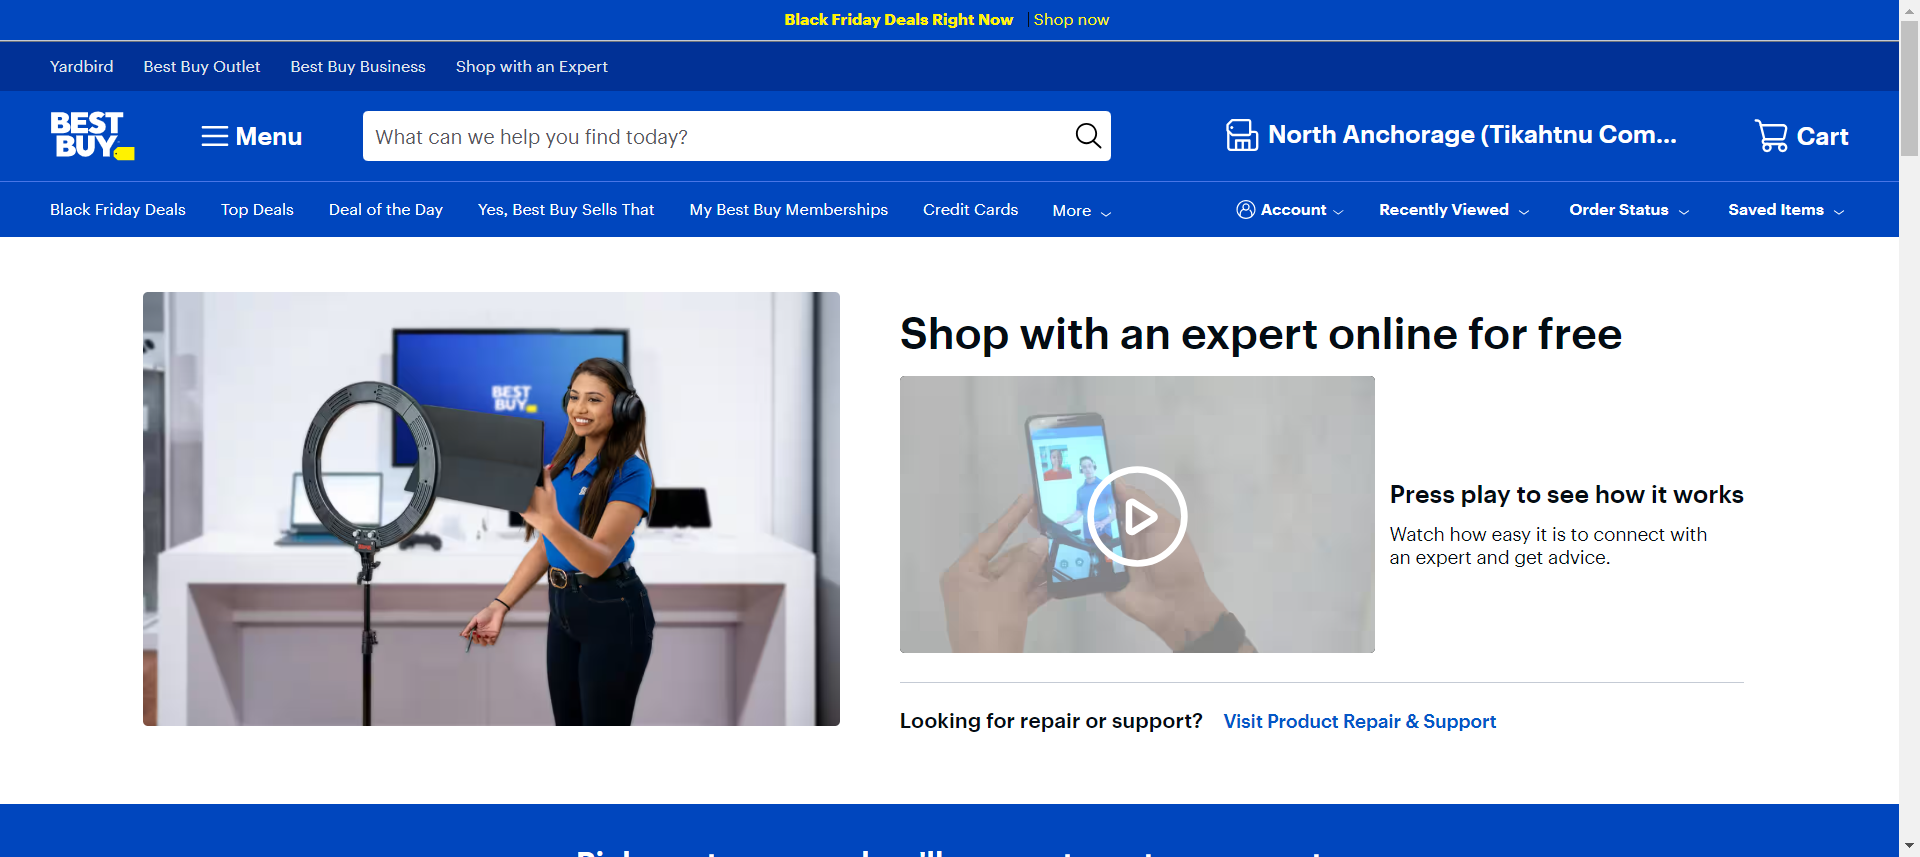 Black Friday Deals Right Now | Shop now
Yardbird Best Buy Outlet Best Buy Business Shop with an Expert
BEST BUY
Menu
What can we help you find today?
North Anchorage (Tikahtnu Com...
Cart
Black Friday Deals Top Deals Deal of the Day Yes, Best Buy Sells That My Best Buy Memberships Credit Cards More Account Recently Viewed Order Status Saved Items
BEST
BUY
Shop with an expert online for free
Press play to see how it works
Watch how easy it is to connect with
an expert and get advice.
Looking for repair or support? Visit Product Repair & Support